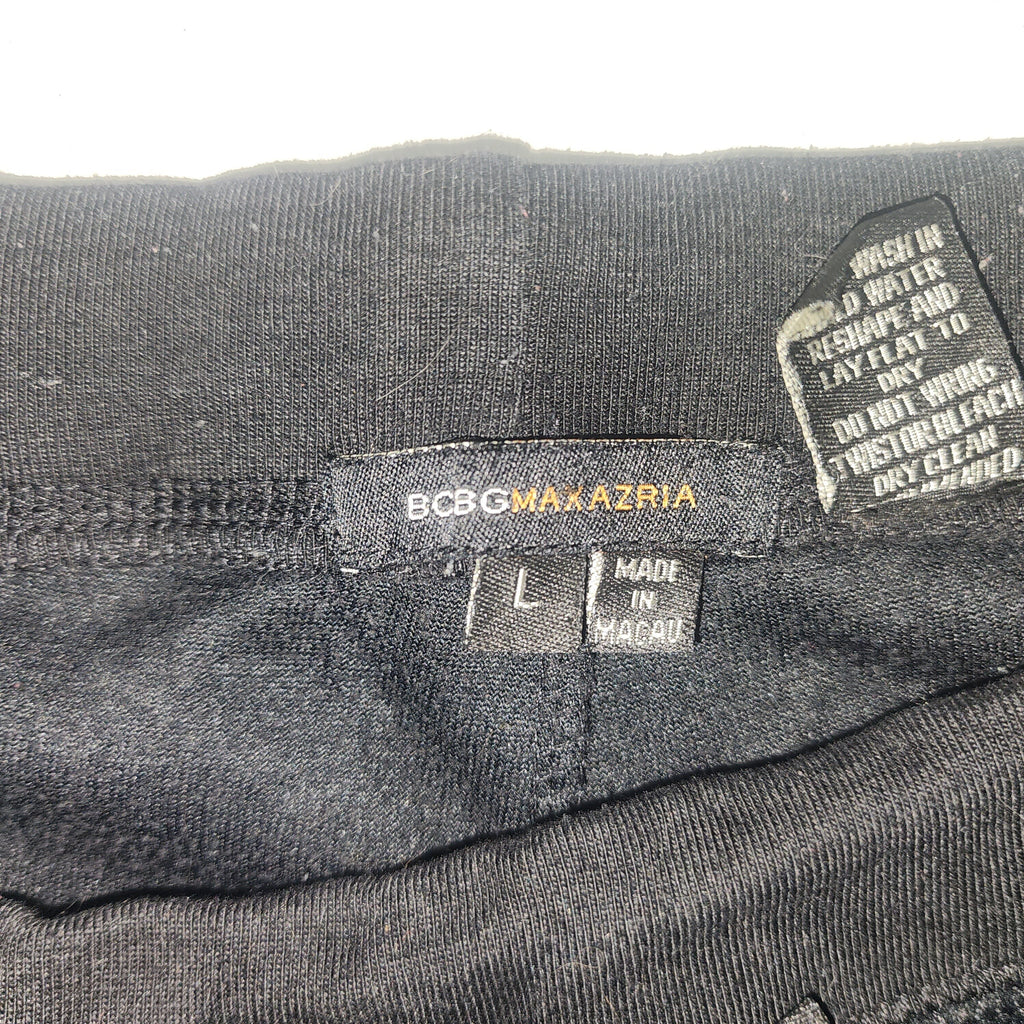 WASH IN
WATER
RESHAPE AND
LAY FLAT TO
DRY
DO NOT WRING
TWIST OR BLEACH
DRY CLEAN
BCBGMAXAZRIA
L
MADE
IN
MACAU